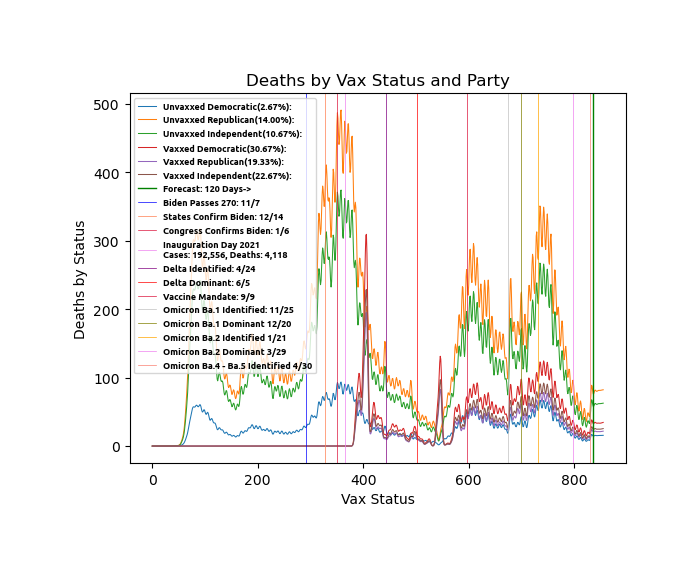 Deaths by Vax Status and Party
500
400
300
200
100
0
Deaths by Status
Unvaxxed Democratic(2.67%):
Unvaxxed Republican(14.00%):
Unvaxxed Independent(10.67%):
Vaxxed Democratic(30.67%):
Vaxxed Republican(19.33%):
Vaxxed Independent(22.67%):
Forecast: 120 Days->
Biden Passes 270: 11/7
States Confirm Biden: 12/14
Congress Confirms Biden: 1/6
Inauguration Day 2021
Cases: 192,556, Deaths: 4,118
Delta Identified: 4/24
Delta Dominant: 6/5
Vaccine Mandate: 9/9
Omicron Ba.1 Identified: 11/25
Omicron Ba.1 Dominant 12/20
Omicron Ba.2 Identified 1/21
Omicron Ba.2 Dominant 3/29
Omicron Ba.4 - Ba.5 Identified 4/30
0 200 400 600 800
Vax Status